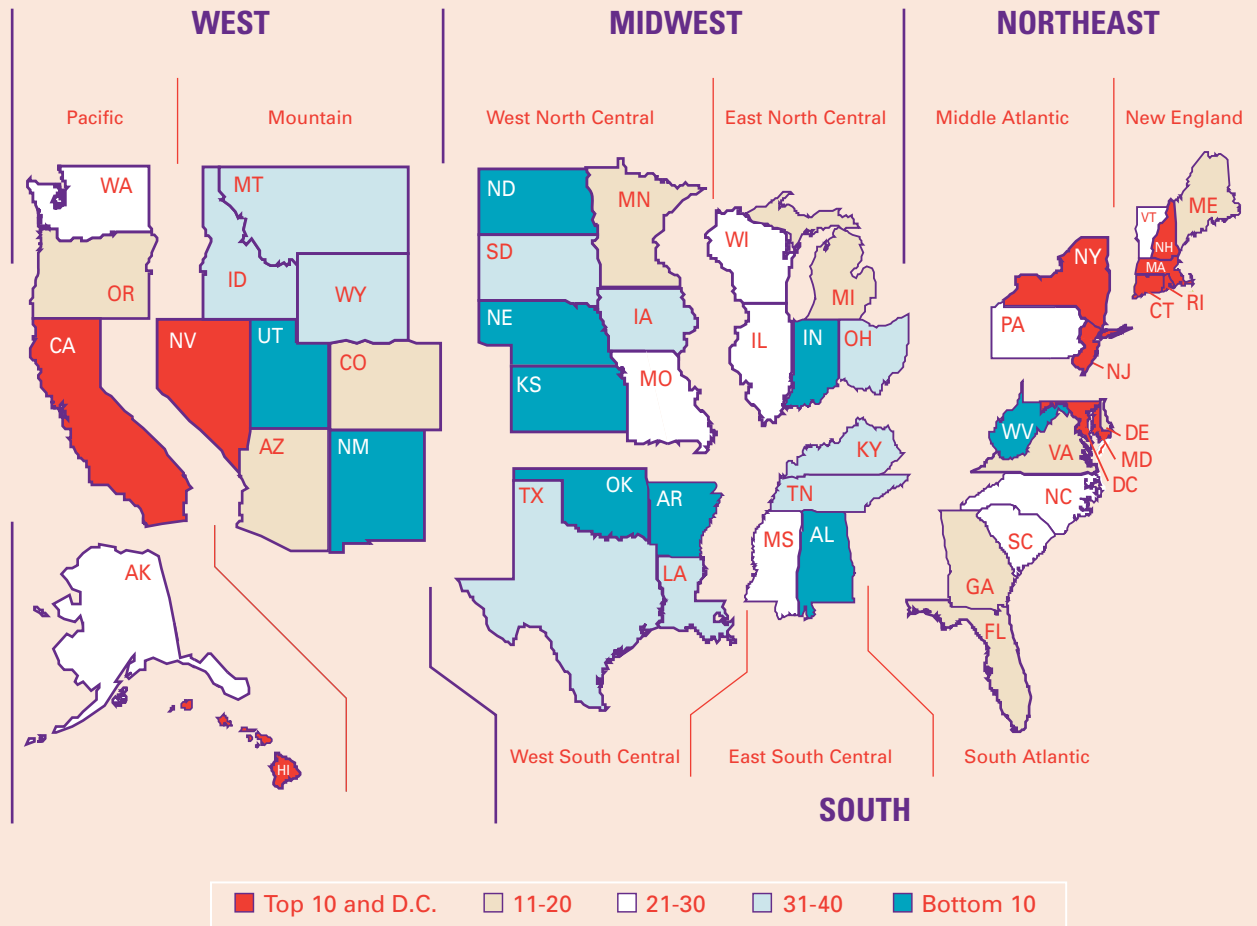 WEST
MIDWEST
NORTHEAST
Pacific
Mountain
West North Central
East North Central
Middle Atlantic
New England
WA
MT
ND
MN
WI
VT
ME
NH
OR
ID
WY
SD
MI
NY
MA
CT
RI
CA
NV
UT
CO
NE
IA
IL
IN
OH
PA
NJ
KS
MO
AZ
NM
WV
VA
DE
MD
DC
KY
TX
OK
AR
TN
NC
MS
AL
SC
AK
LA
GA
FL
HI
West South Central
East South Central
South Atlantic
SOUTH
Top 10 and D.C.
11-20
21-30
31-40
Bottom 10